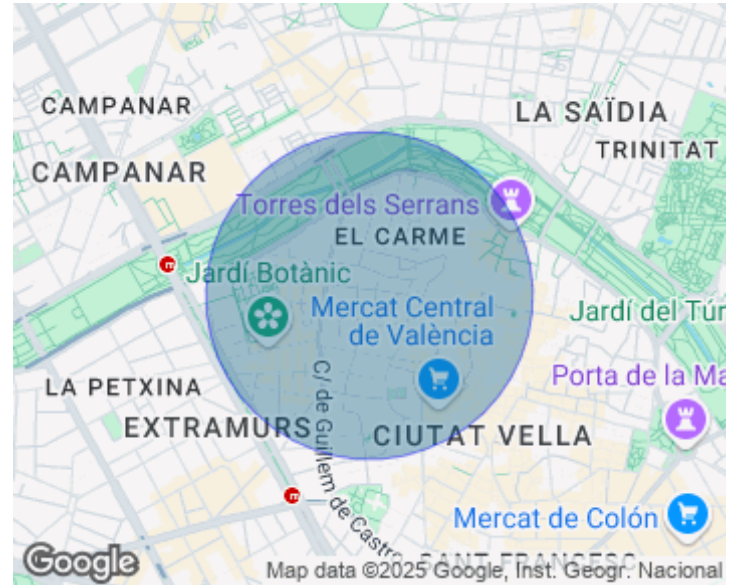 CAMPANAR
LA SAÏDIA
TRINITAT
CAMPANAR
Torres dels Serrans
EL CARME
Jardí Botànic
Mercat Central
de València
Jardí del Túr
LA PETXINA
Porta de la Ma
EXTRAMURS
C/ de Guillem de Castro
CIUTAT VELLA
Mercat de Colón
SANT FRANCESC
Google
Map data ©2025 Google, Inst. Geogr. Nacional